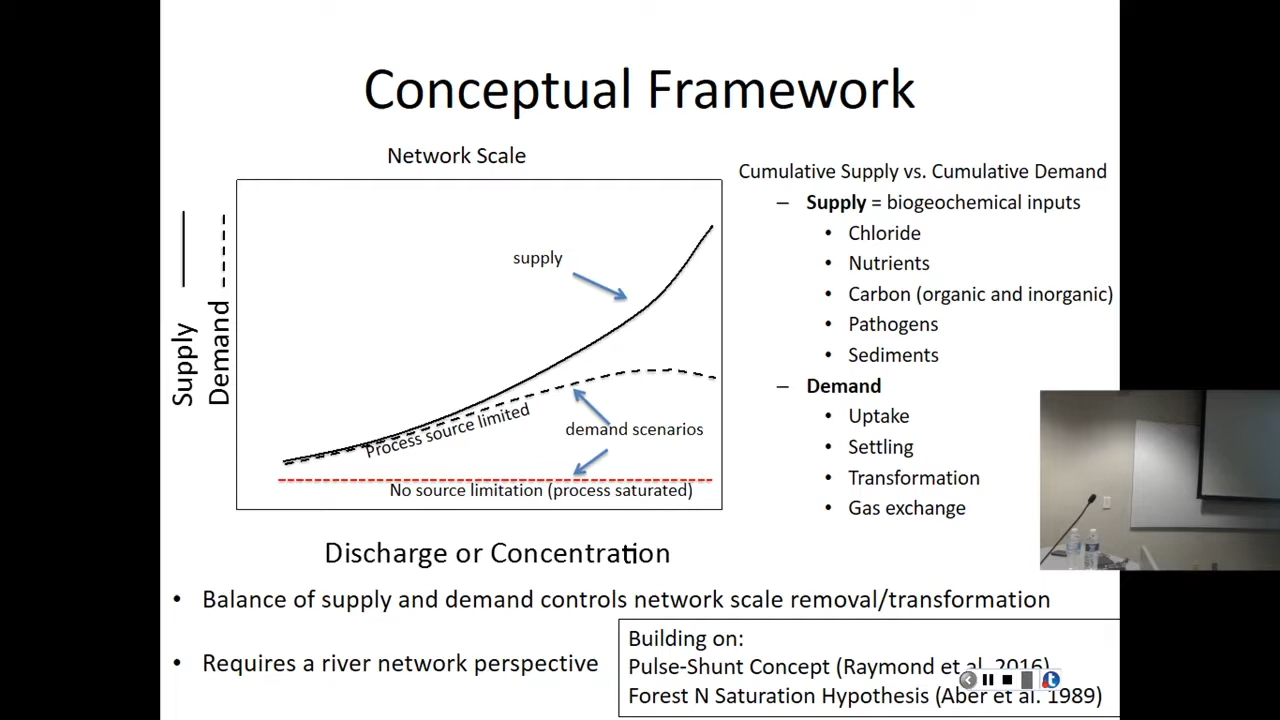 Conceptual Framework
Network Scale
Supply
Demand
supply
Process source limited
demand scenarios
No source limitation (process saturated)
Discharge or Concentration
Cumulative Supply vs. Cumulative Demand
– Supply = biogeochemical inputs
• Chloride
• Nutrients
• Carbon (organic and inorganic)
• Pathogens
• Sediments
– Demand
• Uptake
• Settling
• Transformation
• Gas exchange
• Balance of supply and demand controls network scale removal/transformation
• Requires a river network perspective
Building on:
Pulse-Shunt Concept (Raymond et al. 2016)
Forest N Saturation Hypothesis (Aber et al. 1989)